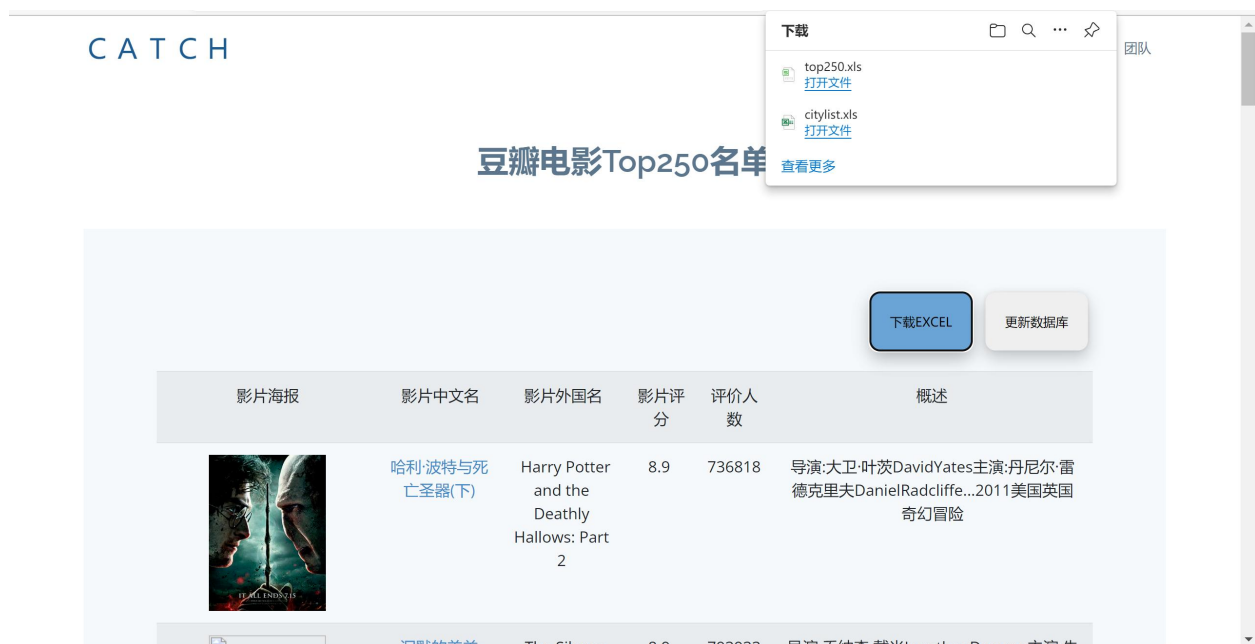 CATCH
团队
下载
top250.xls
打开文件
citylist.xls
打开文件
查看更多
豆瓣电影Top250名单
下载EXCEL
更新数据库
影片海报 影片中文名 影片外国名 影片评分 评价人数 概述
哈利·波特与死
亡圣器(下)
Harry Potter
and the
Deathly
Hallows: Part
2
8.9
736818
导演:大卫·叶茨DavidYates主演:丹尼尔·雷
德克里夫DanielRadcliffe...2011美国英国
奇幻冒险
IT ALL ENDS 7.15